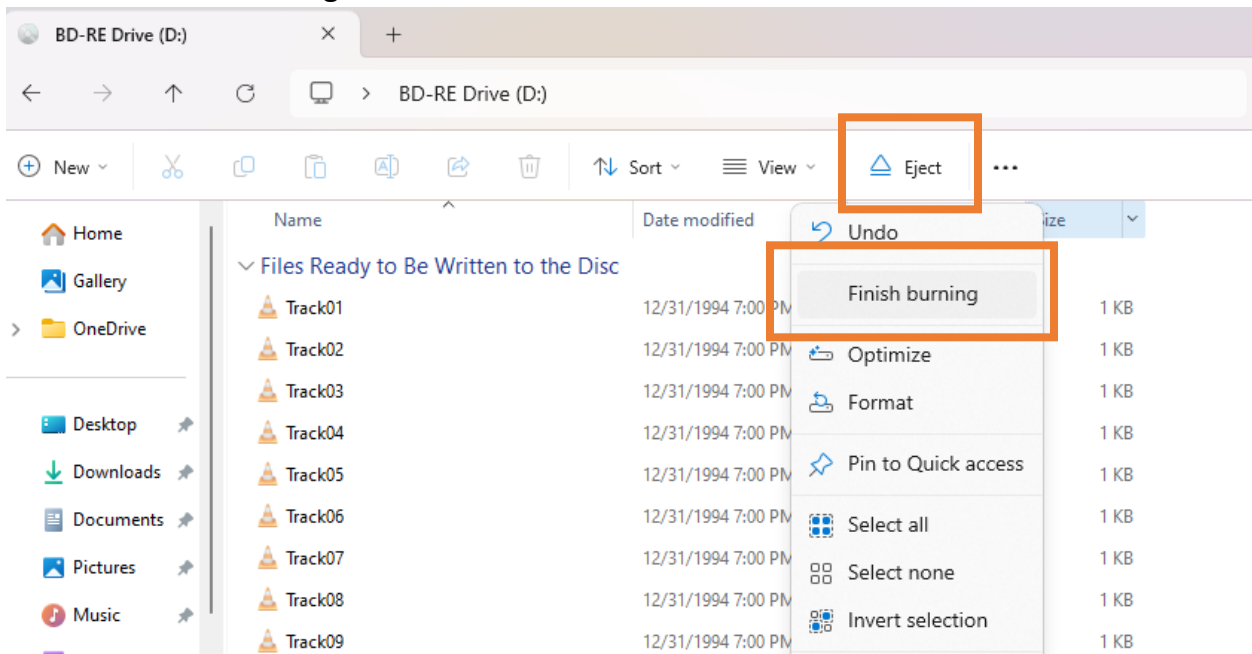 BD-RE Drive (D:)
BD-RE Drive (D:)
New Sort View Eject
Name Date modified
Home
Gallery
OneDrive
Desktop
Downloads
Documents
Pictures
Music
Files Ready to Be Written to the Disc
Track01 12/31/1994 7:00 PM 1 KB
Track02 12/31/1994 7:00 PM 1 KB
Track03 12/31/1994 7:00 PM 1 KB
Track04 12/31/1994 7:00 PM 1 KB
Track05 12/31/1994 7:00 PM 1 KB
Track06 12/31/1994 7:00 PM 1 KB
Track07 12/31/1994 7:00 PM 1 KB
Track08 12/31/1994 7:00 PM 1 KB
Track09 12/31/1994 7:00 PM 1 KB
Undo
Finish burning
Optimize
Format
Pin to Quick access
Select all
Select none
Invert selection